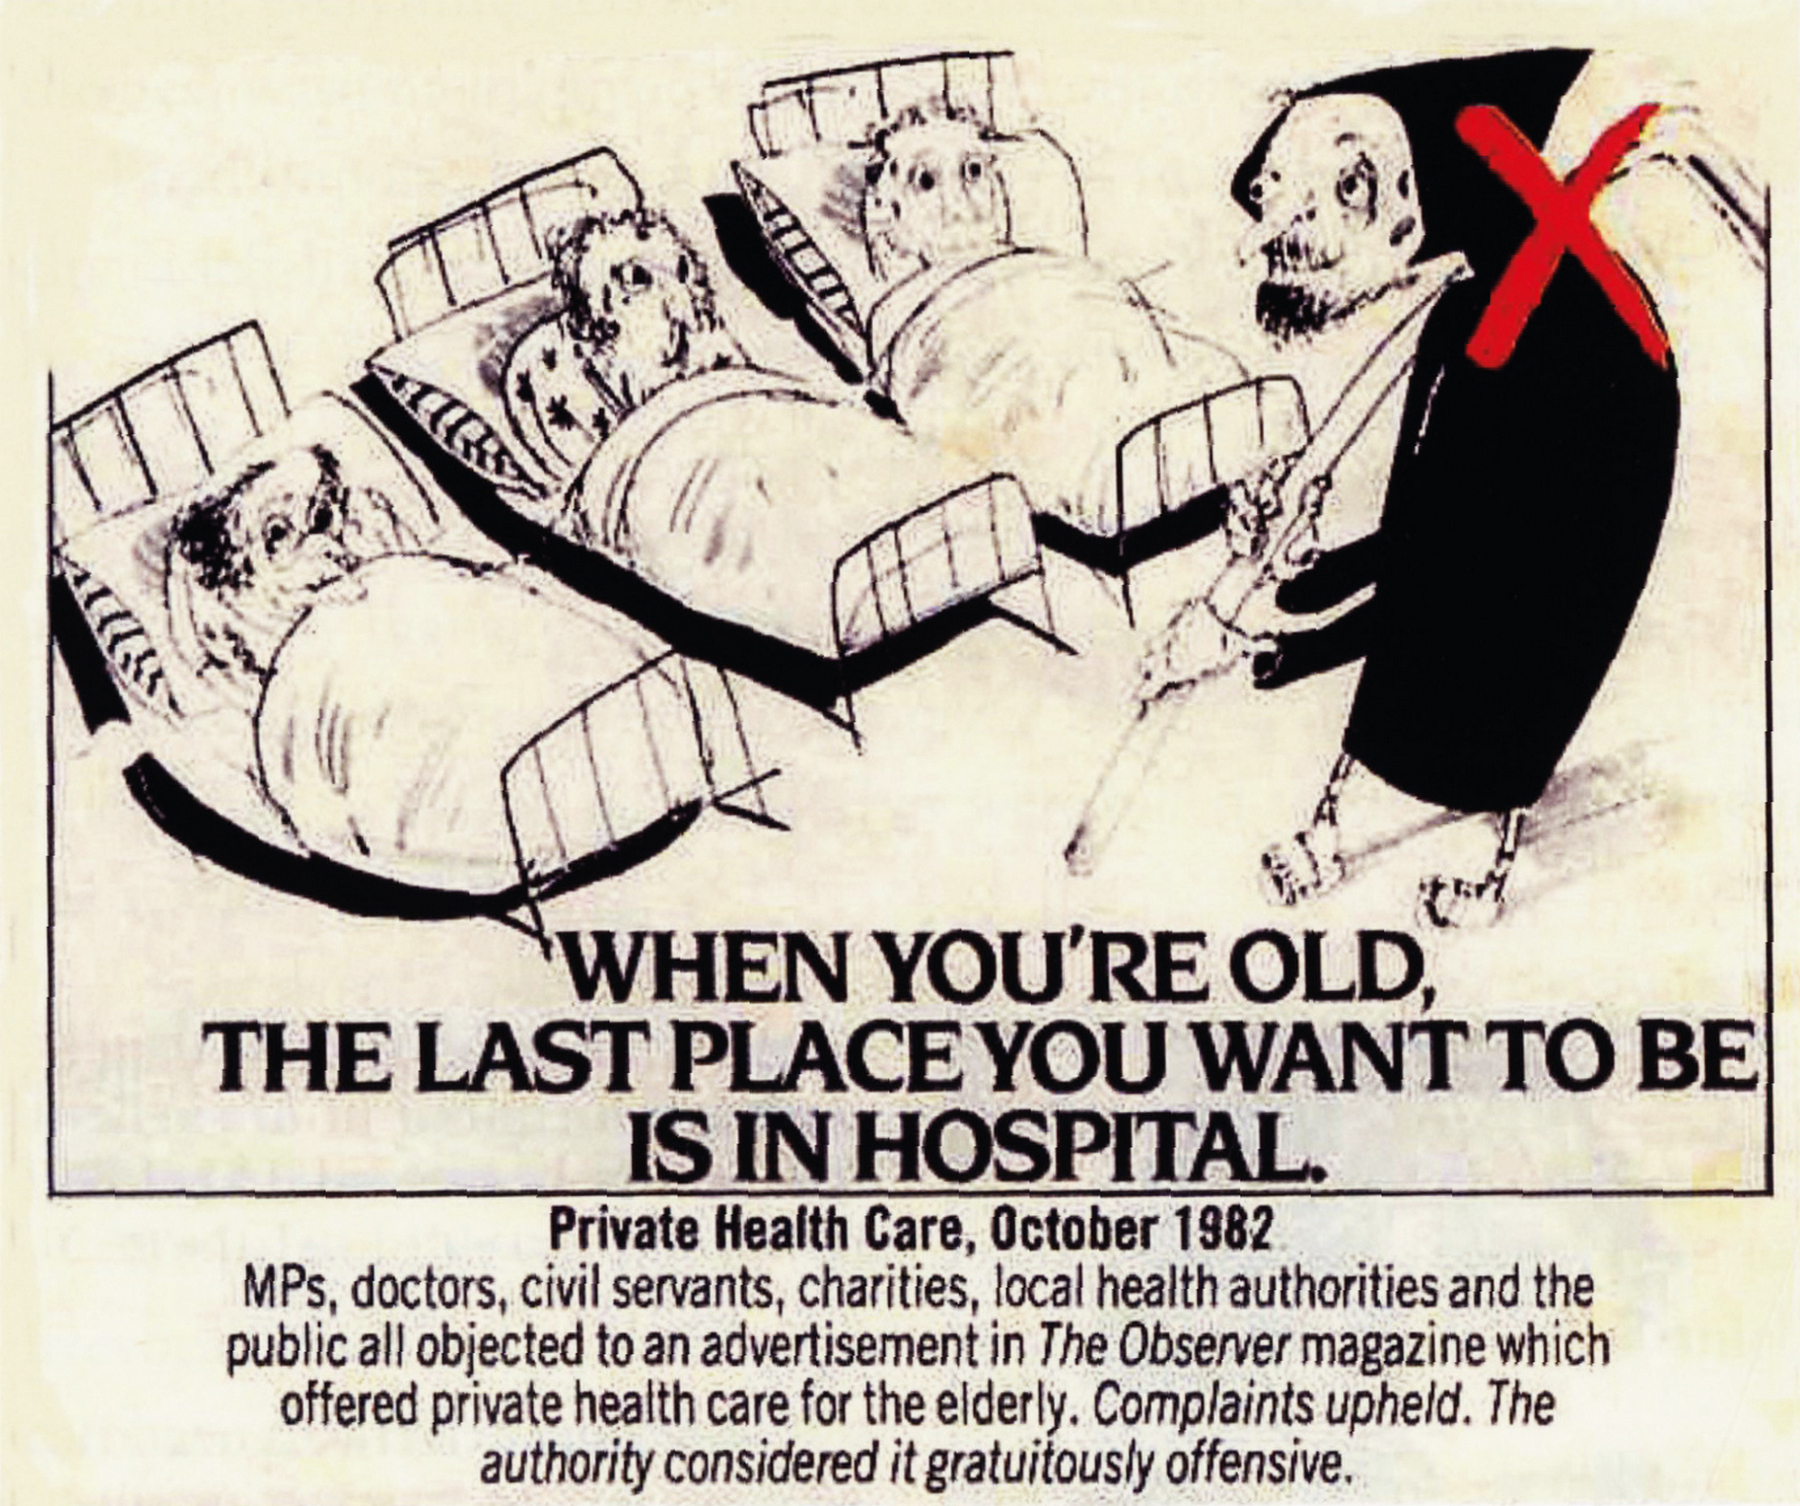 WHEN YOU'RE OLD,
THE LAST PLACE YOU WANT TO BE
IS IN HOSPITAL.
Private Health Care, October 1982
MPs, doctors, civil servants, charities, local health authorities and the
public all objected to an advertisement in The Observer magazine which
offered private health care for the elderly. Complaints upheld. The
authority considered it gratuitously offensive.